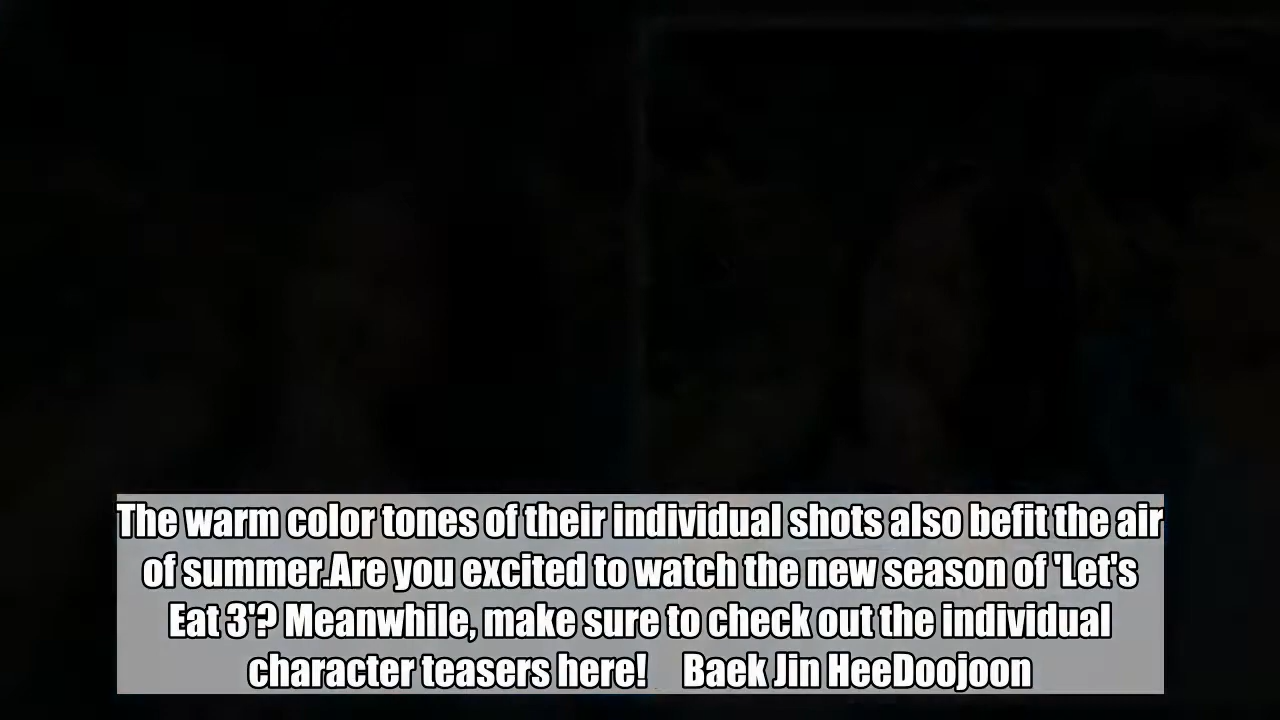 The warm color tones of their individual shots also befit the air
of summer.Are you excited to watch the new season of 'Let's
Eat 3'? Meanwhile, make sure to check out the individual
character teasers here!    Baek Jin HeeDoojoon